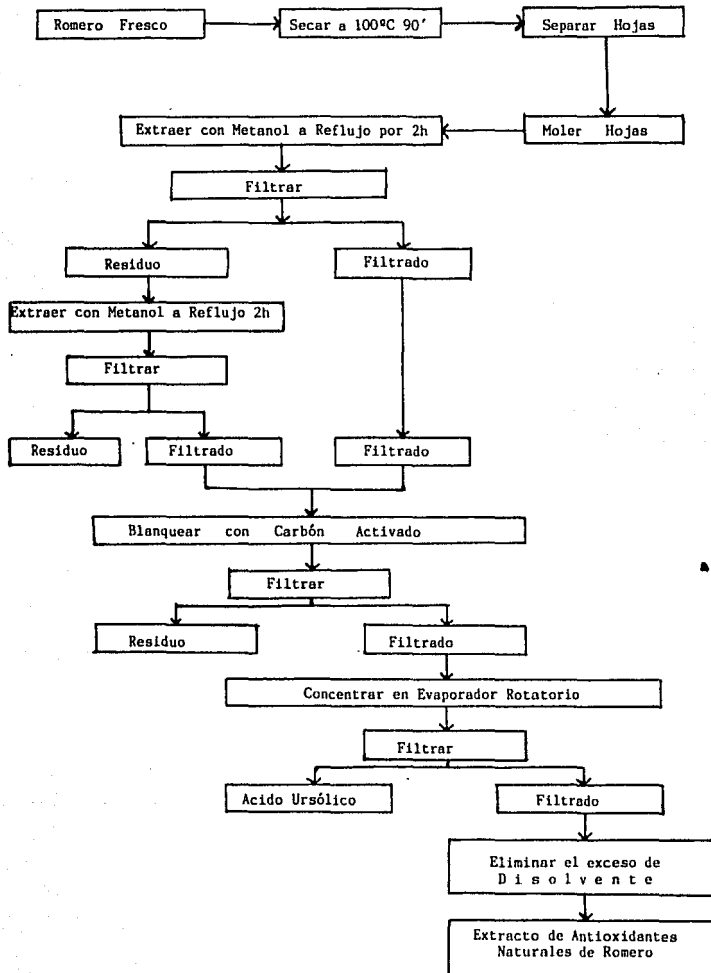 Romero Fresco
Secar a 100ºC 90'
Separar Hojas
Extraer con Metanol a Reflujo por 2h
Moler Hojas
Filtrar
Residuo
Filtrado
Extraer con Metanol a Reflujo 2h
Filtrar
Residuo
Filtrado
Filtrado
Blanquear con Carbón Activado
Filtrar
Residuo
Filtrado
Concentrar en Evaporador Rotatorio
Filtrar
Acido Ursólico
Filtrado
Eliminar el exceso de
D i s o l v e n t e
Extracto de Antioxidantes
Naturales de Romero